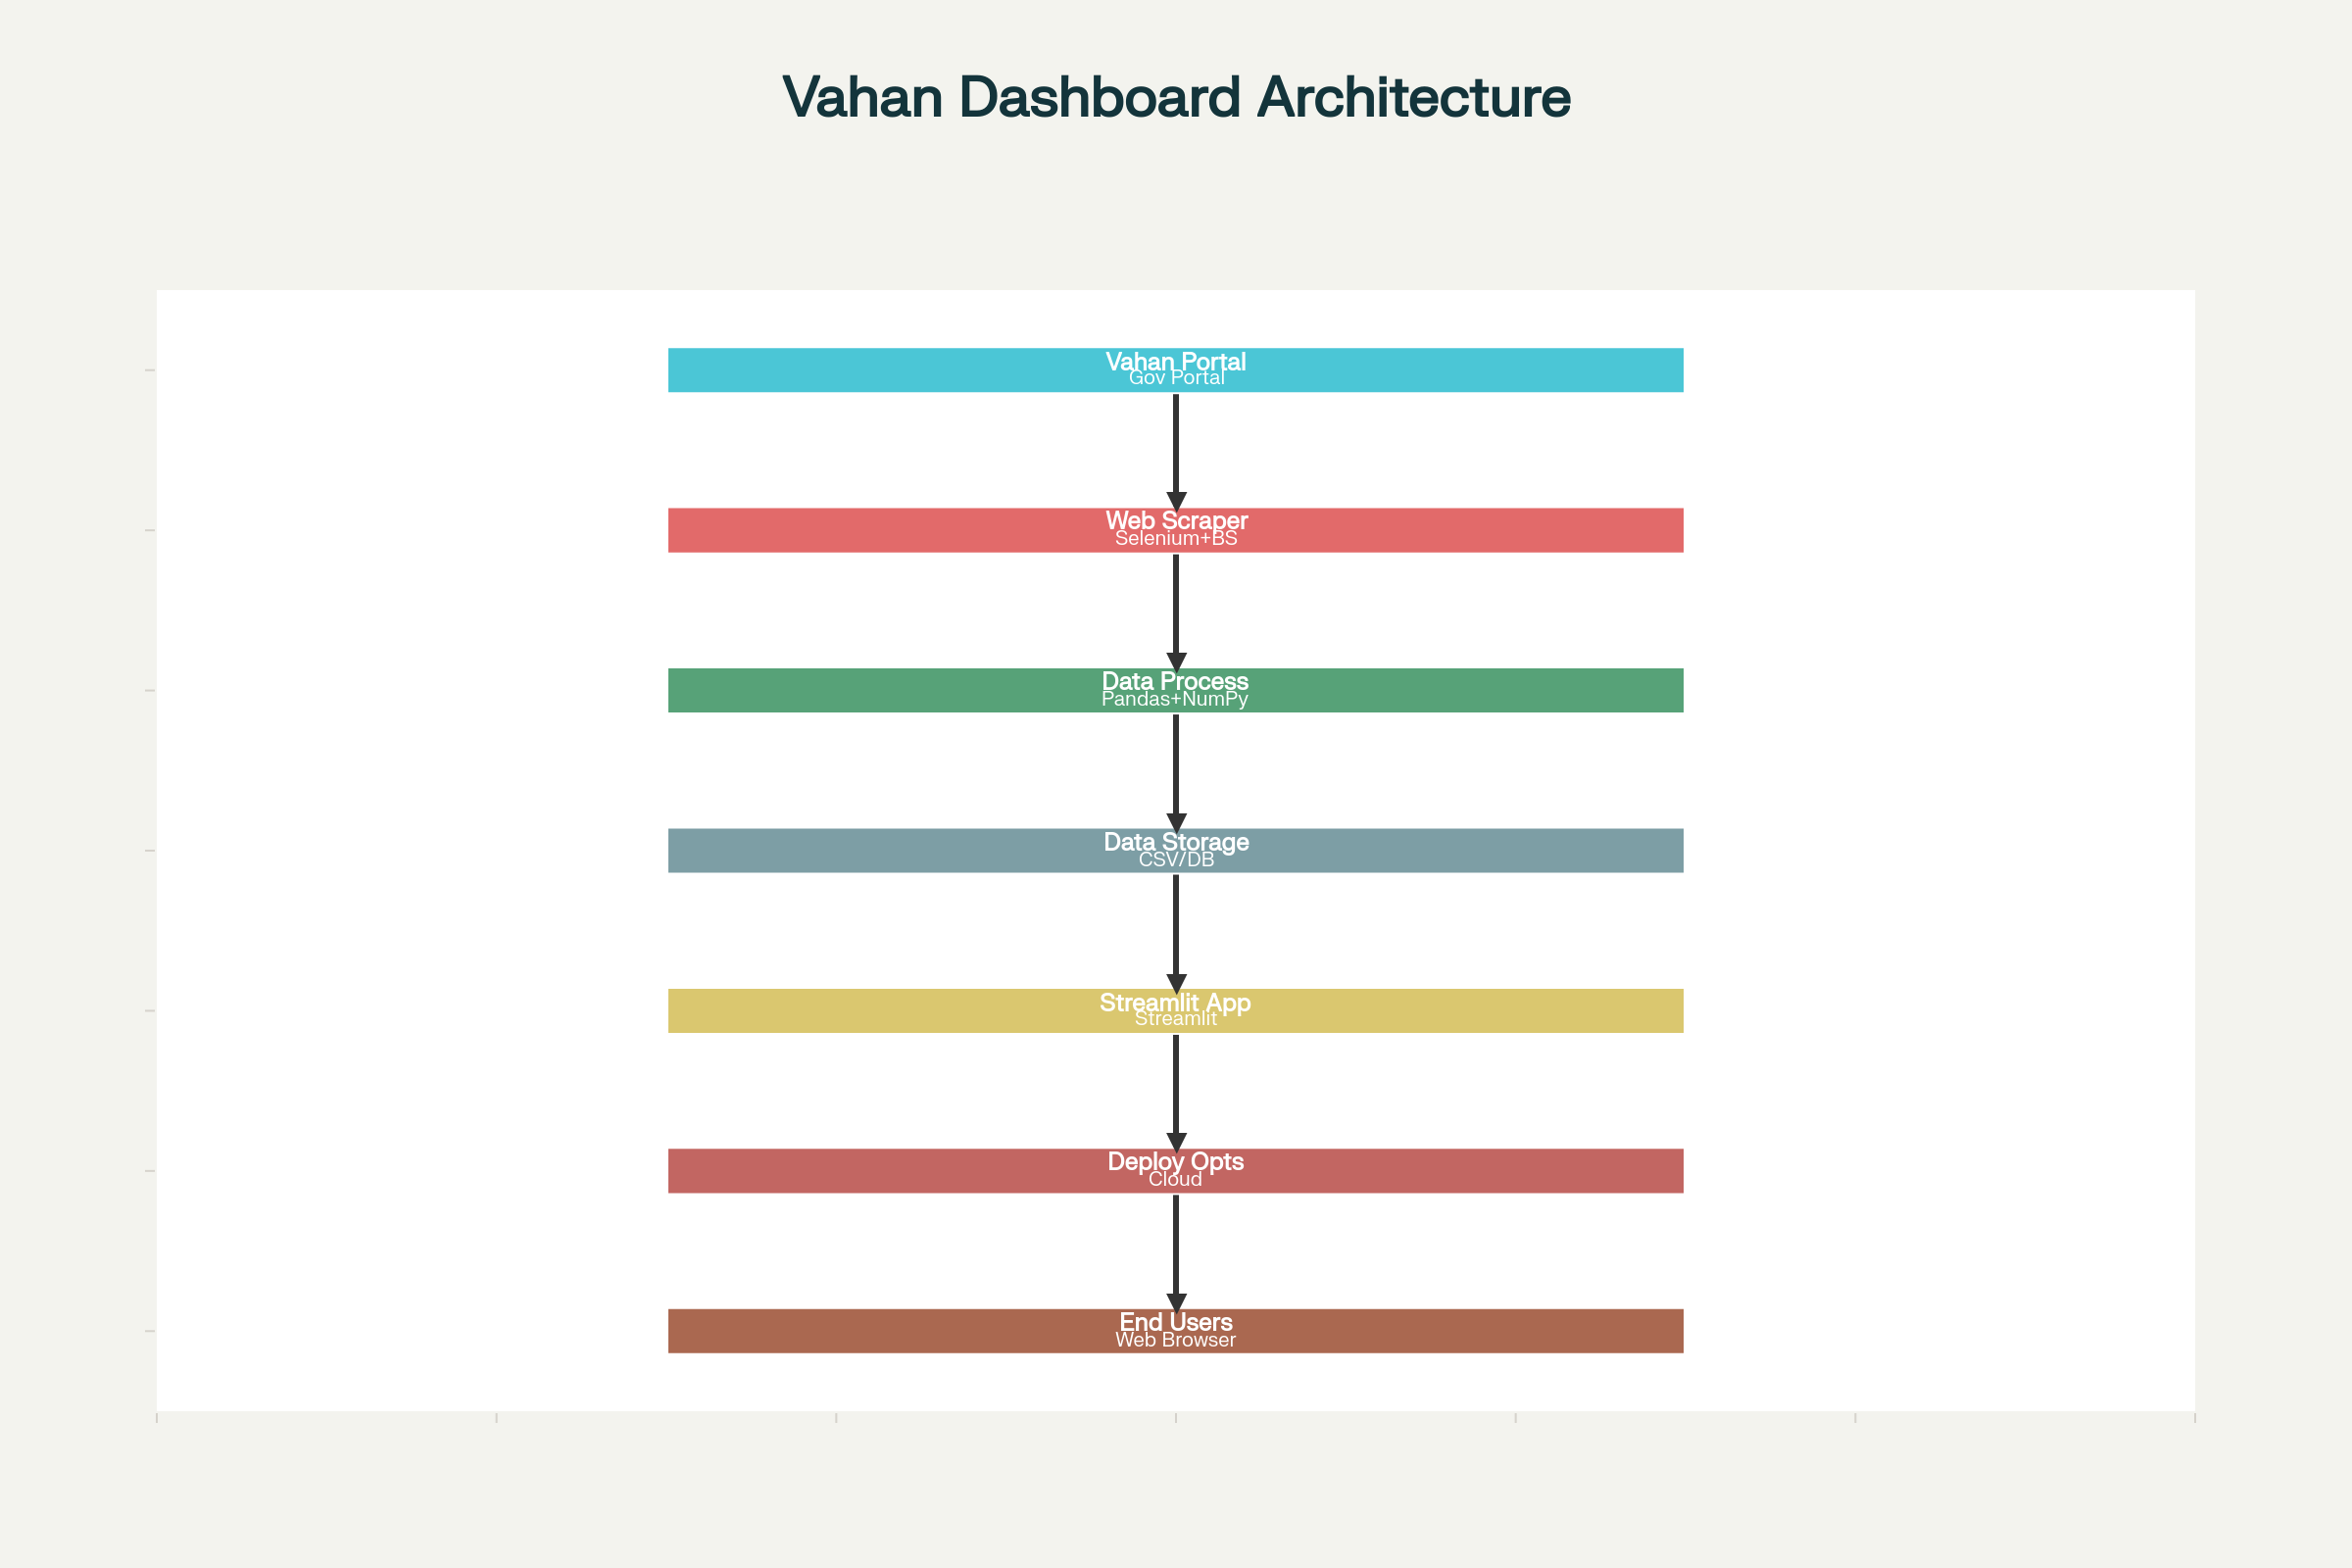 Vahan Dashboard Architecture
Vahan Portal
Gov Portal
Web Scraper
Selenium+BS
Data Process
Pandas+NumPy
Data Storage
CSV/DB
Streamlit App
Streamlit
Deploy Opts
Cloud
End Users
Web Browser